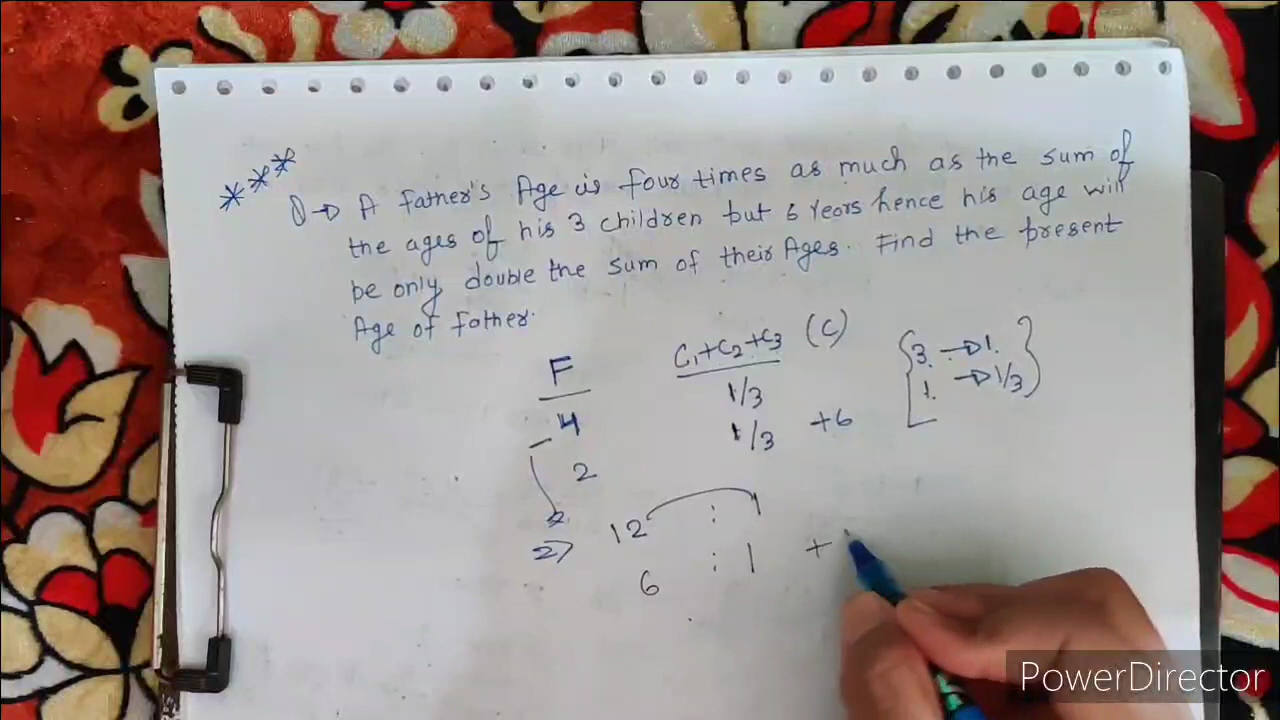 *** Q→ A Father's Age is four times as much as the sum of
the ages of his 3 children but 6 Years hence his age will
be only double the sum of their Ages. Find the present
Age of Father.
F C₁+C₂+C₃ (C) {3. → 1.
4 1/3 1. → 1/3}
1/3 +6
2
2) 12 : 1
6 : 1 +
PowerDirector